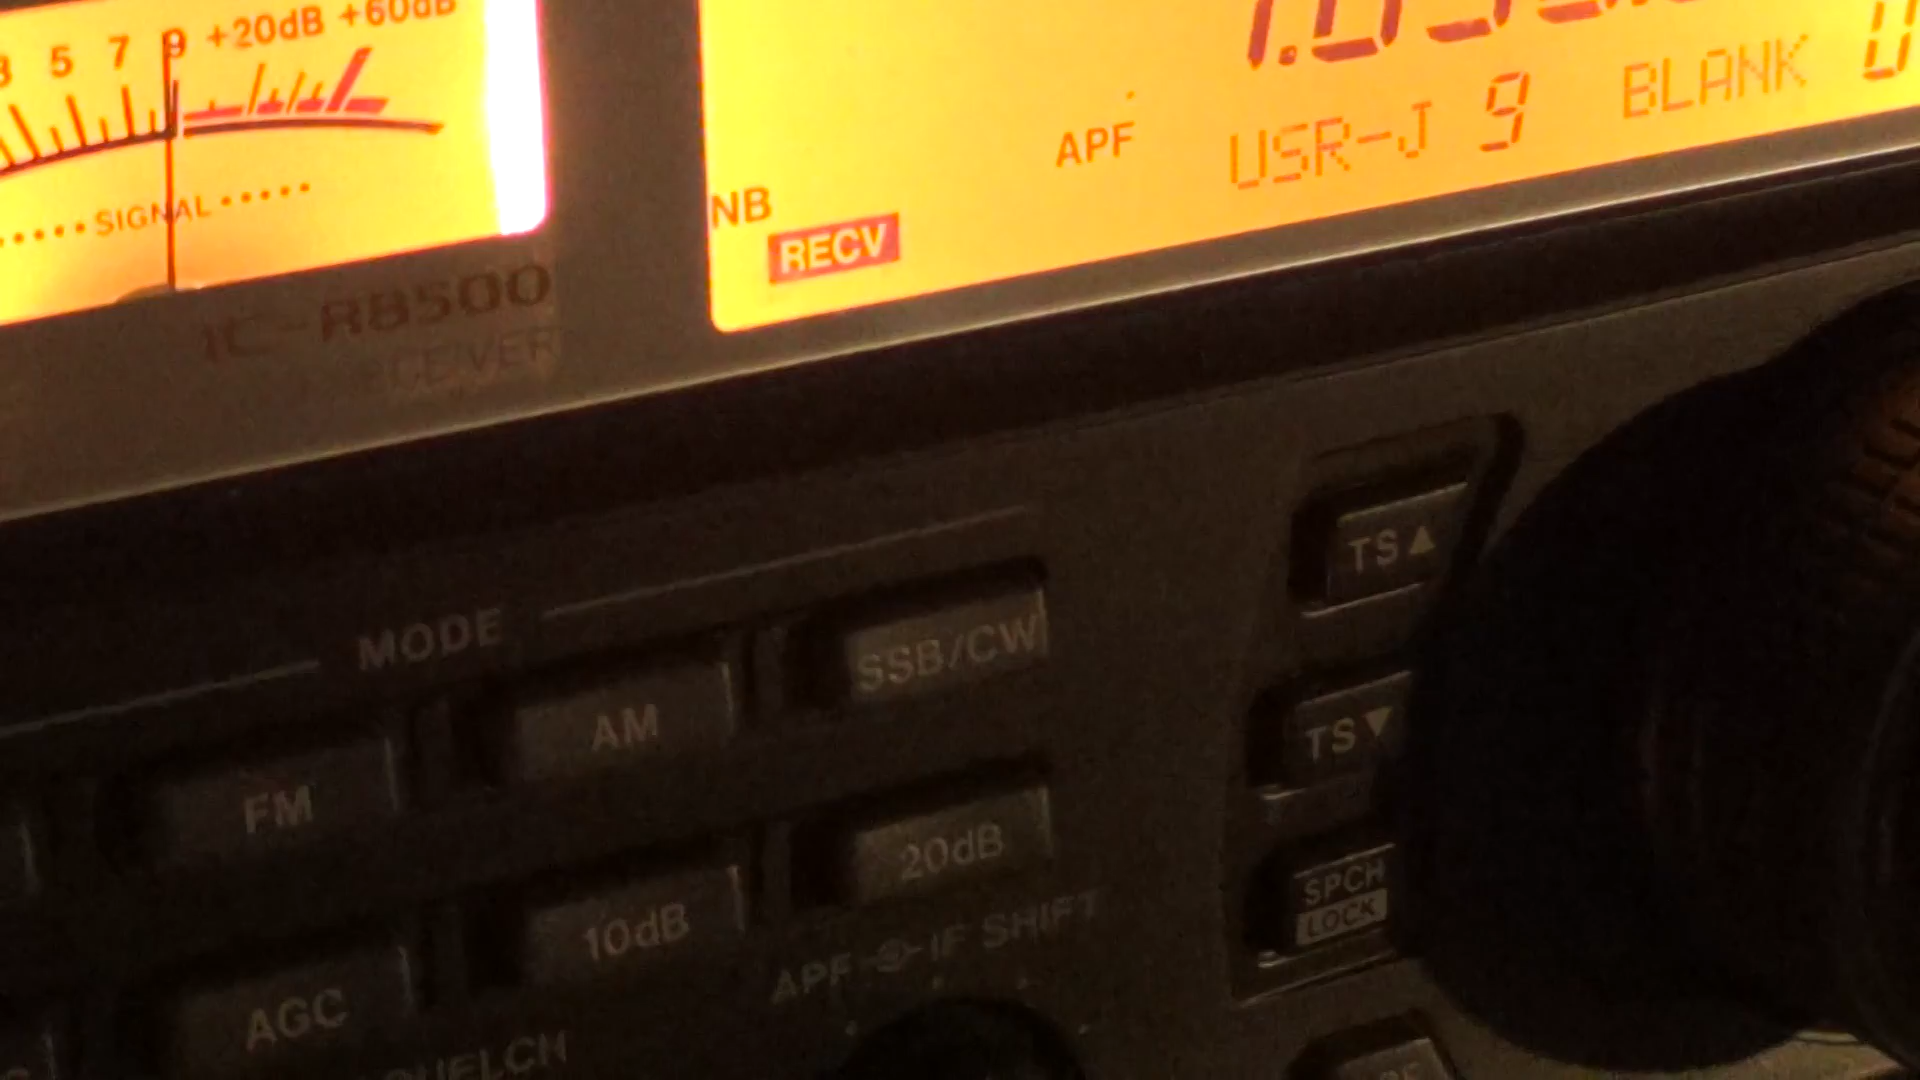 3 5 7 9 +20dB +60dB
SIGNAL
APF USR-J 9 BLANK
NB
RECV
IC-R8500
RECEIVER
MODE
FM AM SSB/CW
TS▲
TS▼
AGC 10dB 20dB
SPCH
LOCK
APF IF SHIFT